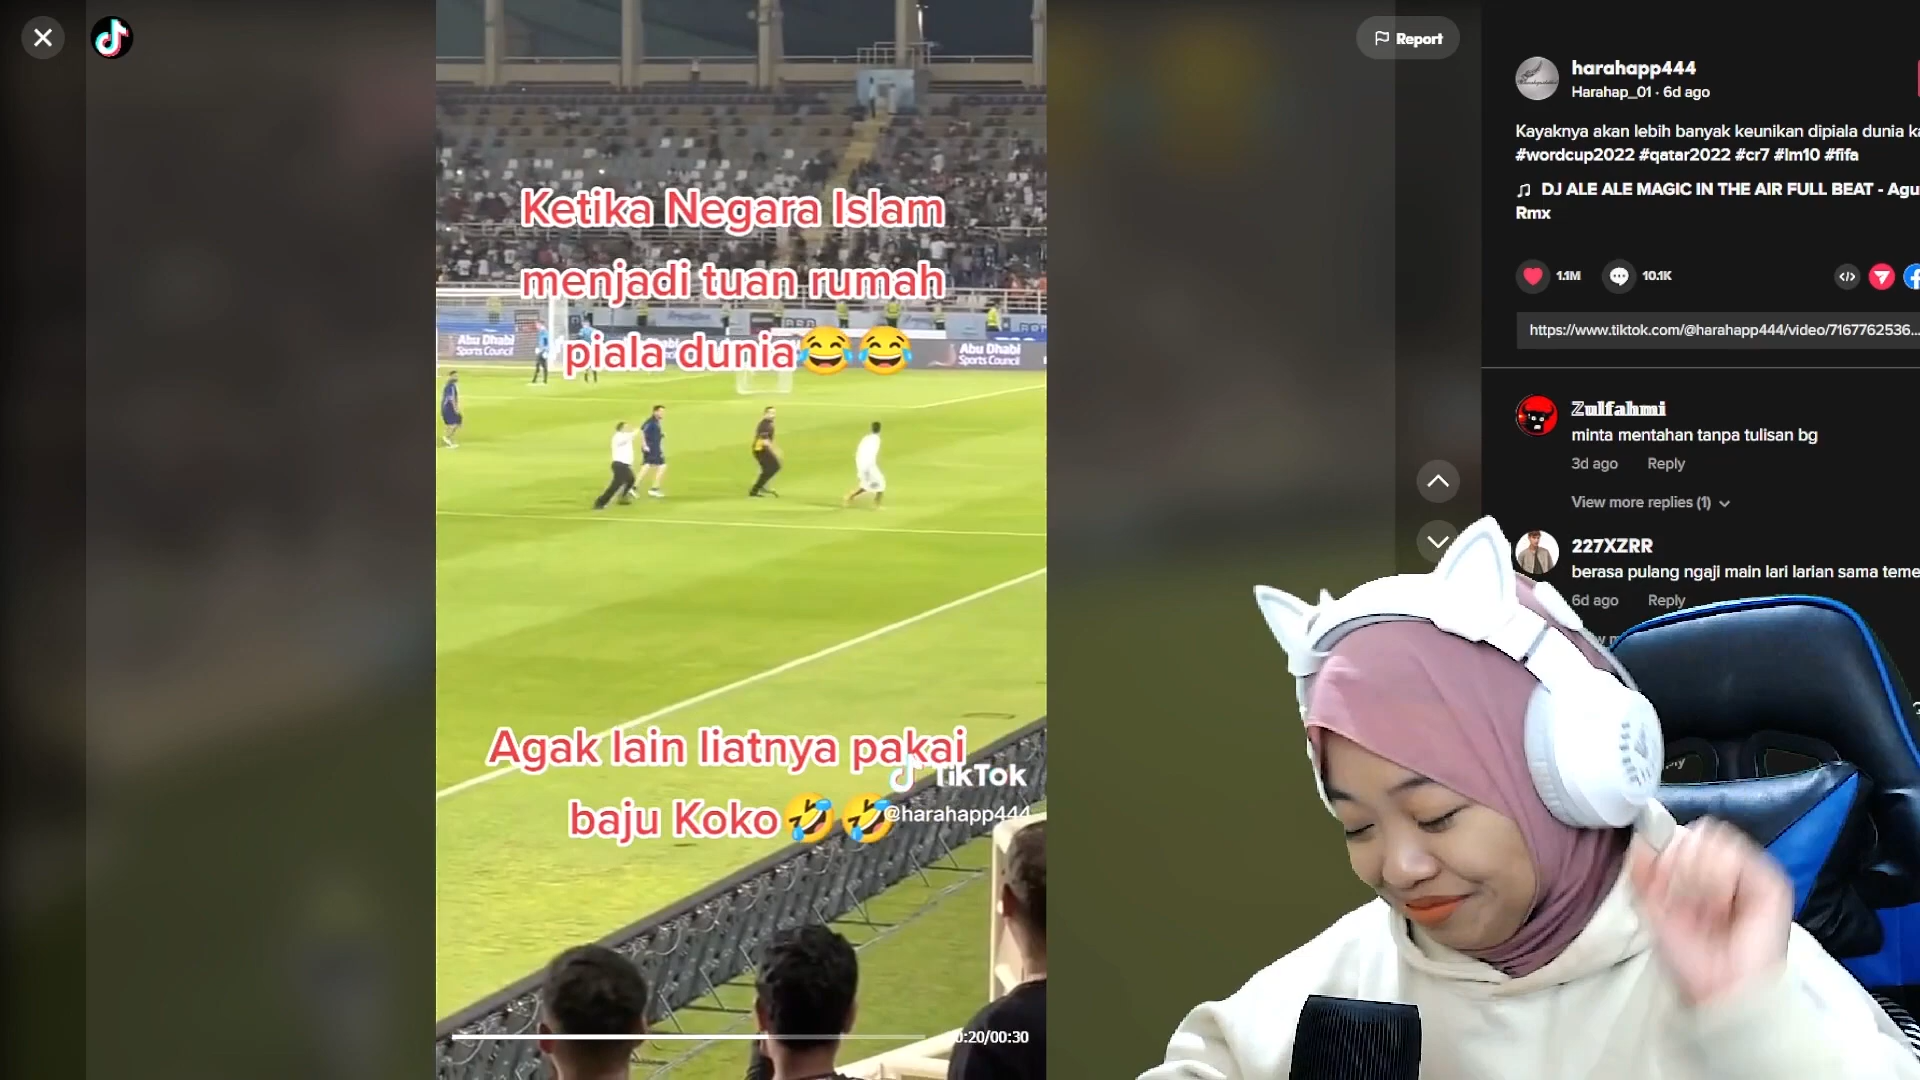 Ketika Negara Islam
menjadi tuan rumah
piala dunia😂😂
Abu Dhabi
Sports Council
Abu Dhabi
Sports Council
Agak lain liatnya pakai
baju Koko🤣🤣
TikTok
@harahapp444
0:20/00:30
Report
harahapp444
Harahap_01 · 6d ago
Kayaknya akan lebih banyak keunikan dipiala dunia
#wordcup2022 #qatar2022 #cr7 #lm10 #fifa
DJ ALE ALE MAGIC IN THE AIR FULL BEAT -
Rmx
1.1M
10.1K
https://www.tiktok.com/@harahapp444/video/7167762536...
ℤulfahmi
minta mentahan tanpa tulisan bg
3d ago Reply
View more replies (1)
227XZRR
berasa pulang ngaji main lari larian sama
6d ago Reply